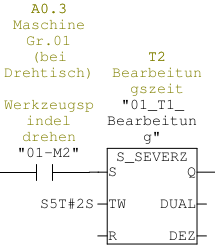 A0.3
Maschine
Gr.01
(bei
Drehtisch)
Werkzeugsp
indel
drehen
"01-M2"
T2
Bearbeitun
gszeit
"01_T1_
Bearbeitun
g"
S_SEVERZ
S
Q
S5T#2S
TW
DUAL
R
DEZ